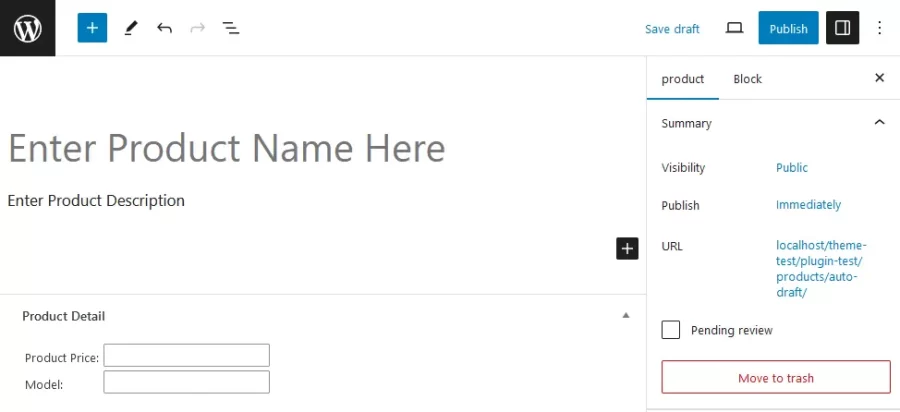 Save draft
Publish
product Block
Enter Product Name Here
Summary
Visibility Public
Enter Product Description
Publish Immediately
URL localhost/theme-
test/plugin-test/
products/auto-
draft/
Product Detail
Pending review
Product Price:
Model:
Move to trash